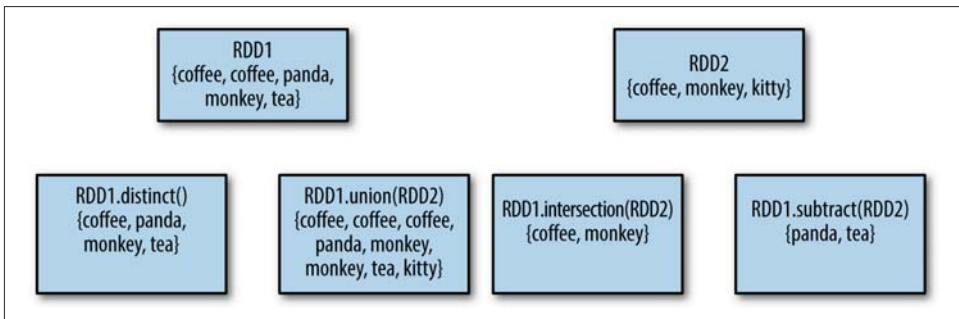 RDD1
{coffee, coffee, panda,
monkey, tea}
RDD2
{coffee, monkey, kitty}
RDD1.distinct()
{coffee, panda,
monkey, tea}
RDD1.union(RDD2)
{coffee, coffee, coffee,
panda, monkey,
monkey, tea, kitty}
RDD1.intersection(RDD2)
{coffee, monkey}
RDD1.subtract(RDD2)
{panda, tea}